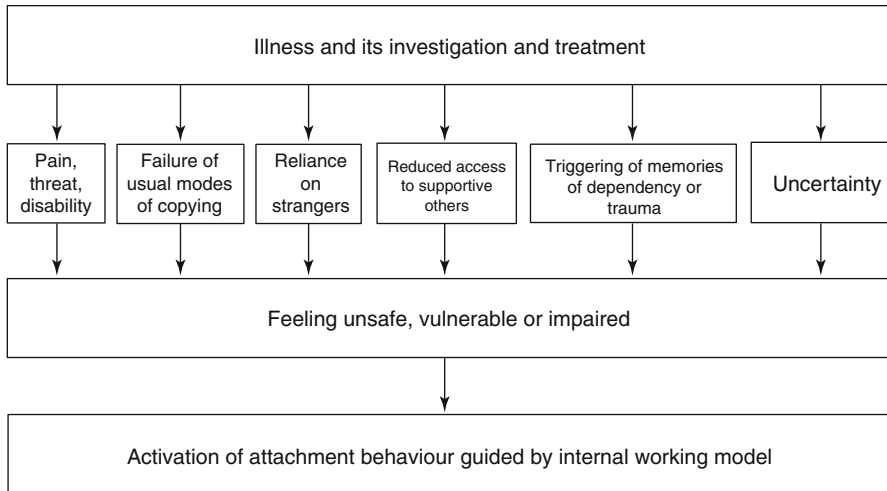 Illness and its investigation and treatment
Pain,
threat,
disability
Failure of
usual modes
of copying
Reliance
on
strangers
Reduced access
to supportive
others
Triggering of memories
of dependency or
trauma
Uncertainty
Feeling unsafe, vulnerable or impaired
Activation of attachment behaviour guided by internal working model